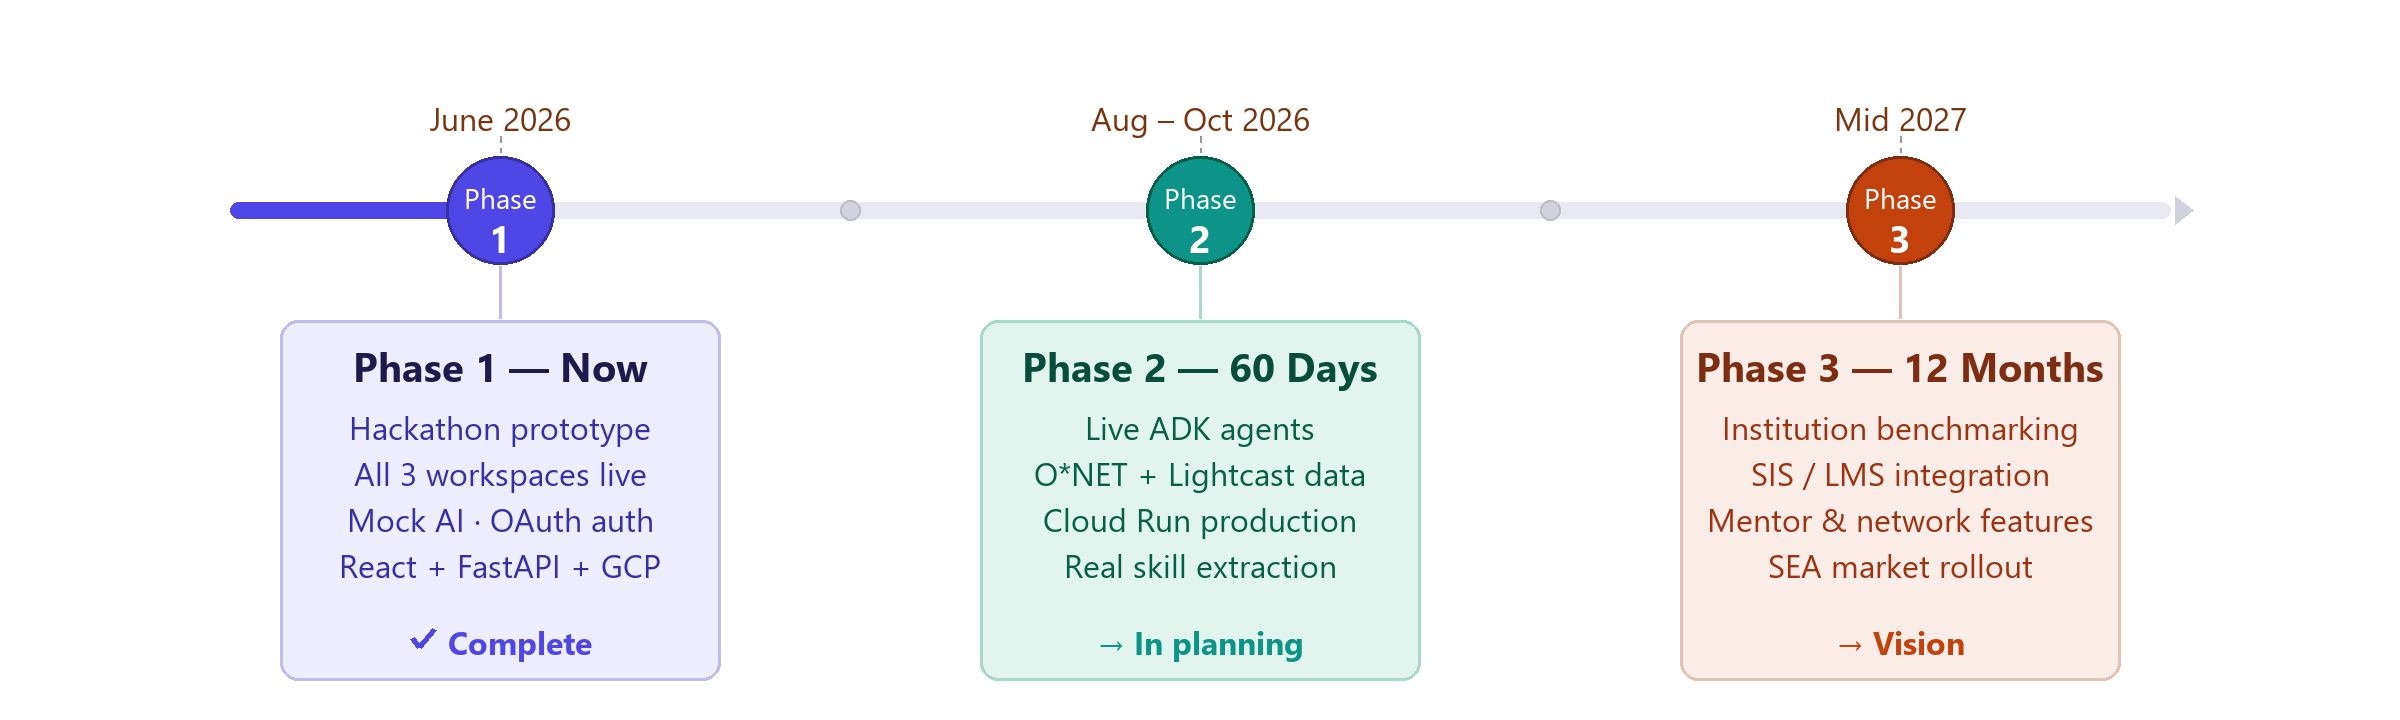 June 2026
Aug – Oct 2026
Mid 2027
Phase
1
Phase
2
Phase
3
Phase 1 — Now
Hackathon prototype
All 3 workspaces live
Mock AI · OAuth auth
React + FastAPI + GCP
✓ Complete
Phase 2 — 60 Days
Live ADK agents
O*NET + Lightcast data
Cloud Run production
Real skill extraction
→ In planning
Phase 3 — 12 Months
Institution benchmarking
SIS / LMS integration
Mentor & network features
SEA market rollout
→ Vision